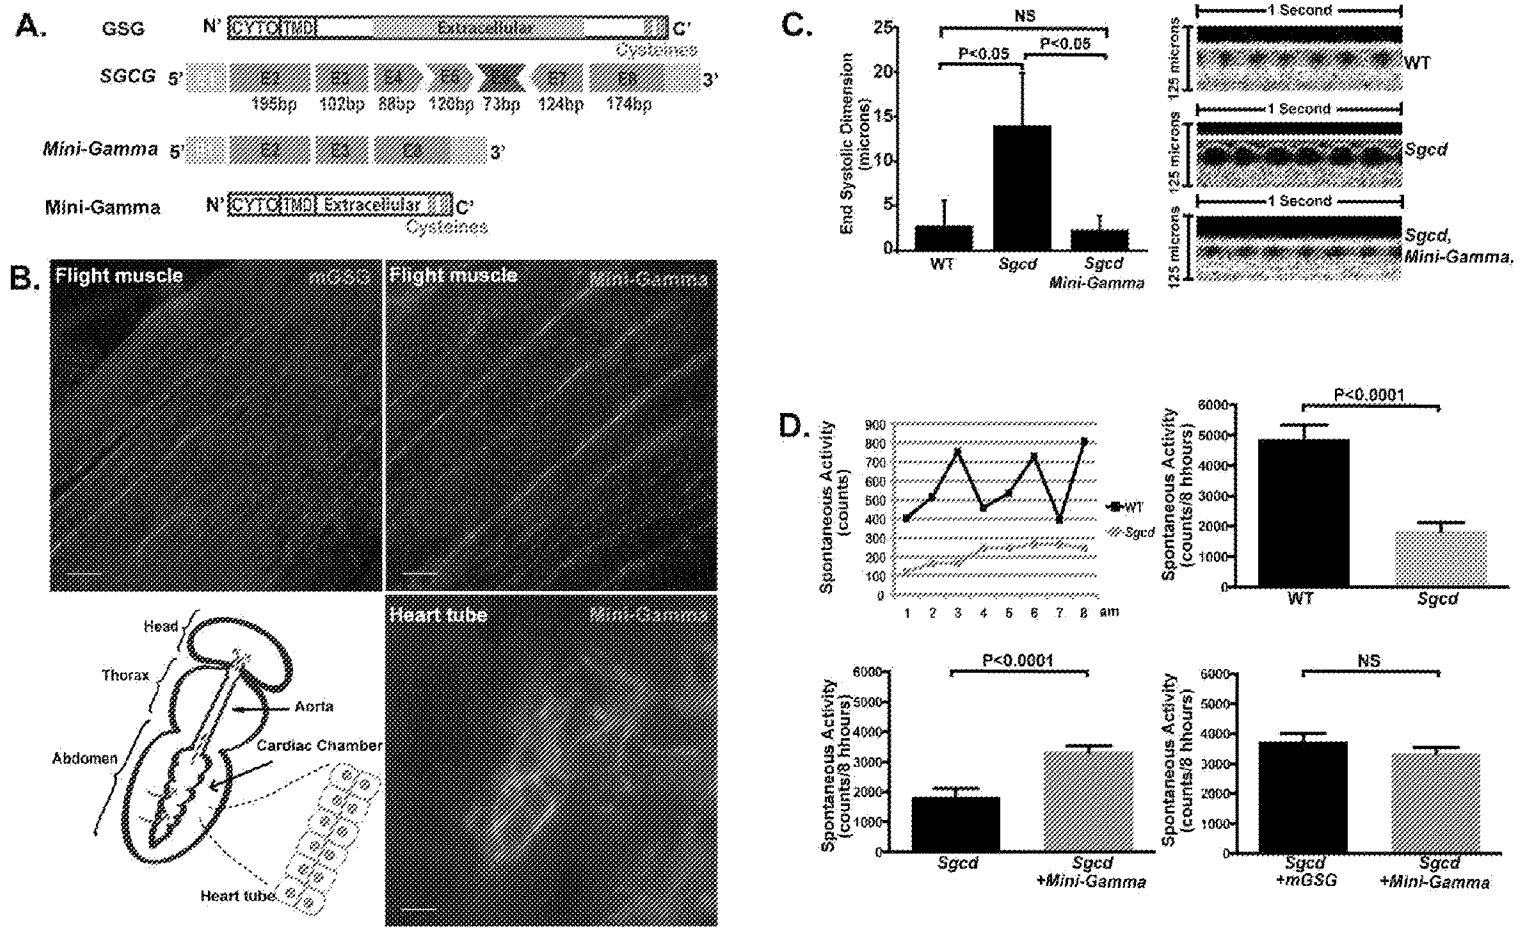 A.
GSG N' CYTO TMD Extracellular C'
Cysteines
SGCG 5' E2 E3 E4 E5 E7 E8 3'
195bp 102bp 88bp 120bp 73bp 124bp 174bp
Mini-Gamma 5' E2 E3 E8 3'
Mini-Gamma N' CYTO TMD Extracellular C'
Cysteines
B.
Flight muscle mGSG
Flight muscle Mini-Gamma
Head
Thorax
Aorta
Cardiac Chamber
Abdomen
Heart tube
Heart tube Mini-Gamma
C.
End Systolic Dimension
(microns)
25
20
15
10
5
0
NS
P<0.05
P<0.05
WT
Sgcd
Sgcd
Mini-Gamma
1 Second
125 microns
WT
1 Second
125 microns
Sgcd
1 Second
125 microns
Sgcd,
Mini-Gamma,
D.
Spontaneous Activity
(counts)
900
800
700
600
500
400
300
200
100
0
1 2 3 4 5 6 7 8 am
WT
Sgcd
Spontaneous Activity
(counts/8 hhours)
6000
5000
4000
3000
2000
1000
0
P<0.0001
WT
Sgcd
Spontaneous Activity
(counts/8 hhours)
6000
5000
4000
3000
2000
1000
0
P<0.0001
Sgcd
Sgcd
+Mini-Gamma
Spontaneous Activity
(counts/8 hhours)
6000
5000
4000
3000
2000
1000
0
NS
Sgcd
+mGSG
Sgcd
+Mini-Gamma